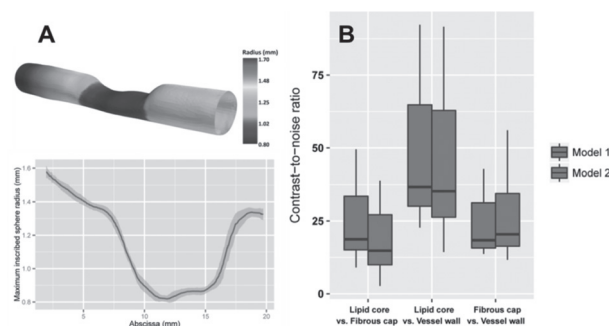 A
Radius (mm)
1.70
1.48
1.25
1.02
0.80
Maximum inscribed sphere radius (mm)
1.6
1.4
1.2
1.0
0.8
0
5
10
15
20
Abscissa (mm)
B
Contrast-to-noise ratio
75
50
25
0
Lipid core
vs. Fibrous cap
Lipid core
vs. Vessel wall
Fibrous cap
vs. Vessel wall
Model 1
Model 2